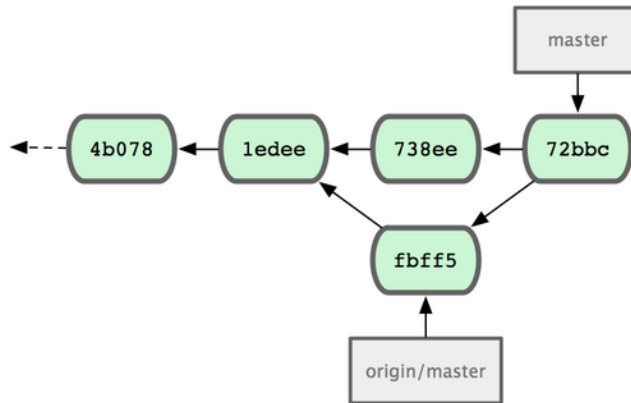 master
4b078
1edee
738ee
72bbc
fbff5
origin/master